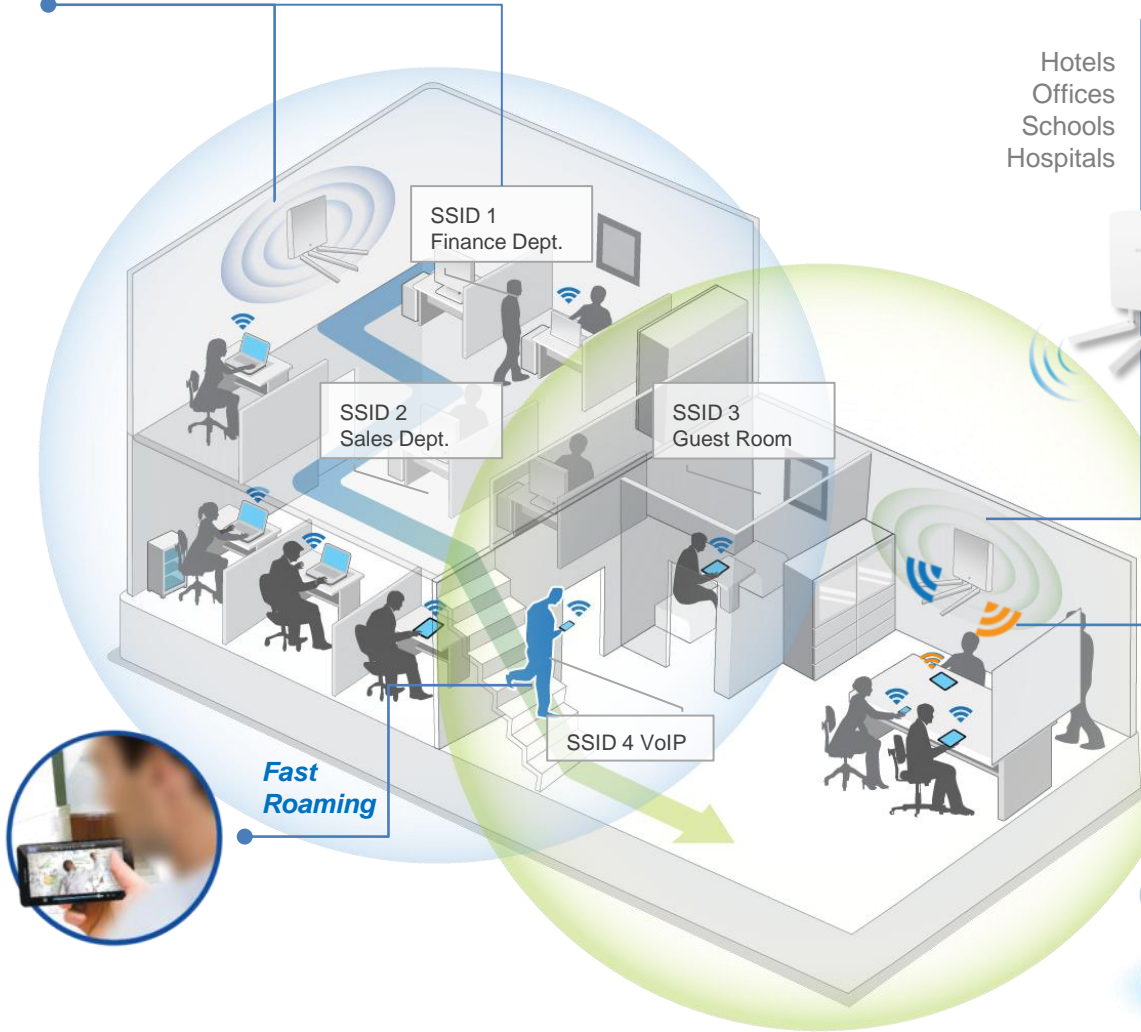 Hotels
Offices
Schools
Hospitals
SSID 1
Finance Dept.
SSID 2
Sales Dept.
SSID 3
Guest Room
SSID 4 VoIP
Fast
Roaming